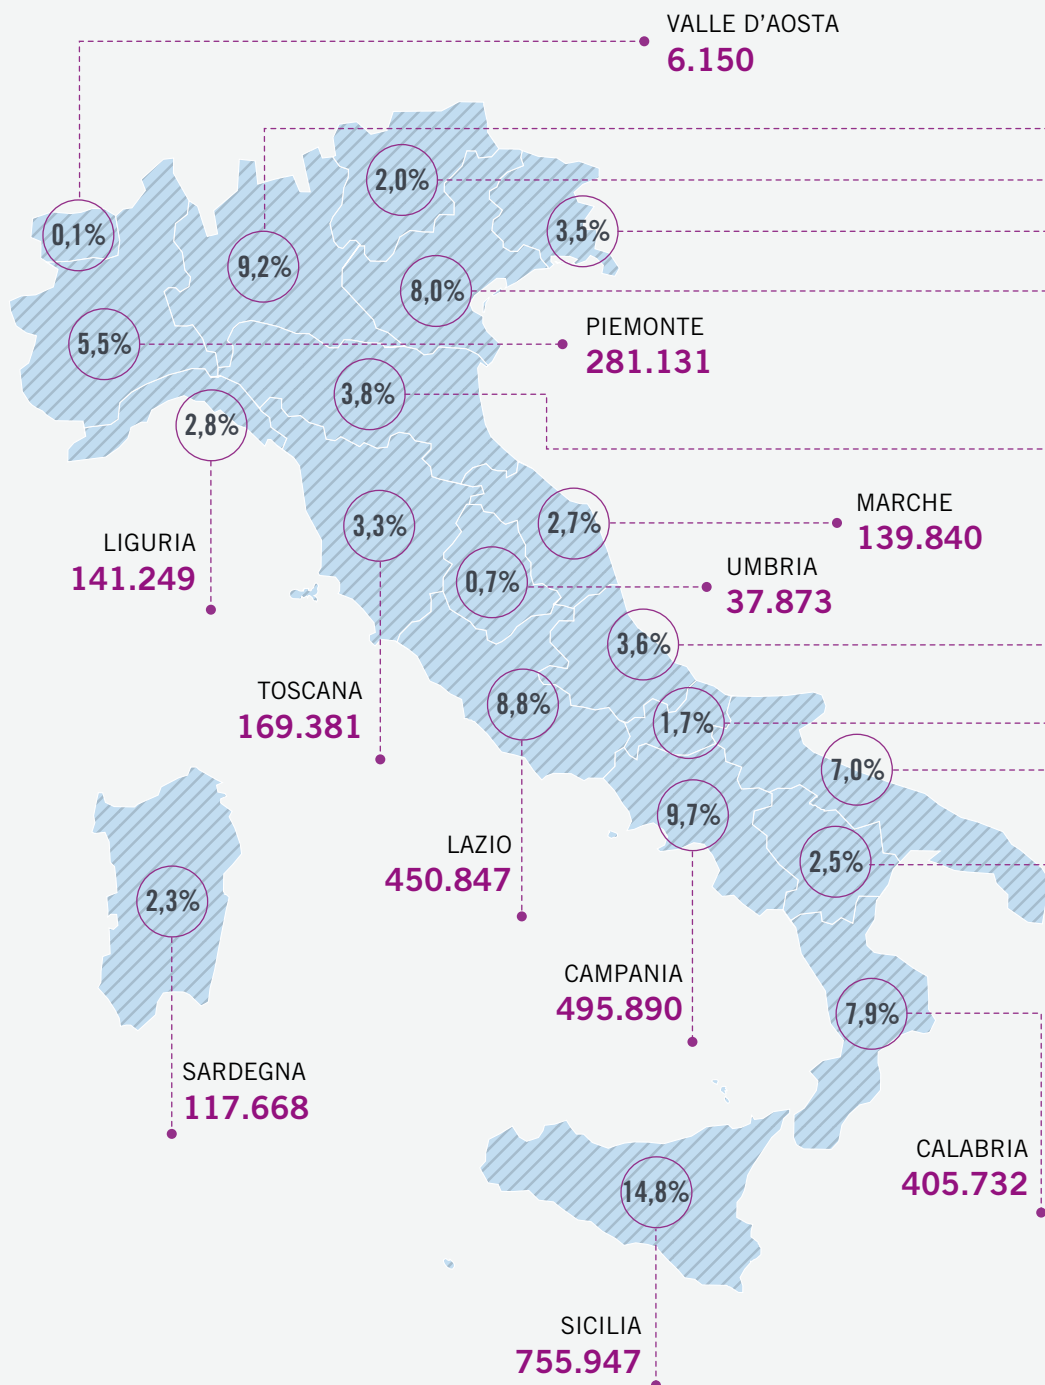 VALLE D'AOSTA
6.150
2,0%
0,1%
3,5%
9,2%
8,0%
PIEMONTE
281.131
5,5%
3,8%
2,8%
MARCHE
139.840
2,7%
3,3%
LIGURIA
141.249
UMBRIA
37.873
0,7%
3,6%
TOSCANA
169.381
8,8%
1,7%
7,0%
9,7%
LAZIO
450.847
2,5%
2,3%
CAMPANIA
495.890
7,9%
SARDEGNA
117.668
CALABRIA
405.732
14,8%
SICILIA
755.947